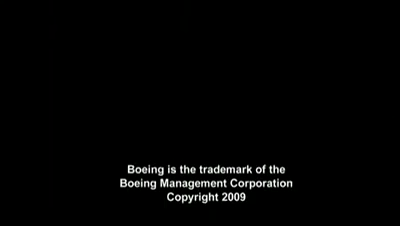 Boeing is the trademark of the
Boeing Management Corporation
Copyright 2009